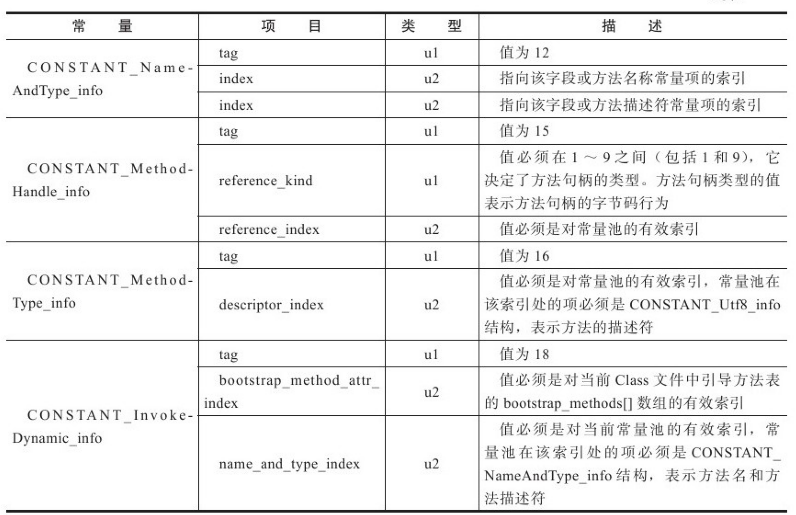 常 量 项 目 类 型 描 述
CONSTANT_Name-
AndType_info
tag u1 值为 12
index u2 指向该字段或方法名称常量项的索引
index u2 指向该字段或方法描述符常量项的索引
CONSTANT_Method-
Handle_info
tag u1 值为 15
reference_kind u1 值必须在 1 ~ 9 之间（包括 1 和 9），它
决定了方法句柄的类型。方法句柄类型的值
表示方法句柄的字节码行为
reference_index u2 值必须是对常量池的有效索引
CONSTANT_Method-
Type_info
tag u1 值为 16
descriptor_index u2 值必须是对常量池的有效索引，常量池在
该索引处的项必须是 CONSTANT_Utf8_info
结构，表示方法的描述符
CONSTANT_Invoke-
Dynamic_info
tag u1 值为 18
bootstrap_method_attr_
index u2 值必须是对当前 Class 文件中引导方法表
的 bootstrap_methods[] 数组的有效索引
name_and_type_index u2 值必须是对当前常量池的有效索引，常
量池在该索引处的项必须是 CONSTANT_
NameAndType_info 结构，表示方法名和方
法描述符